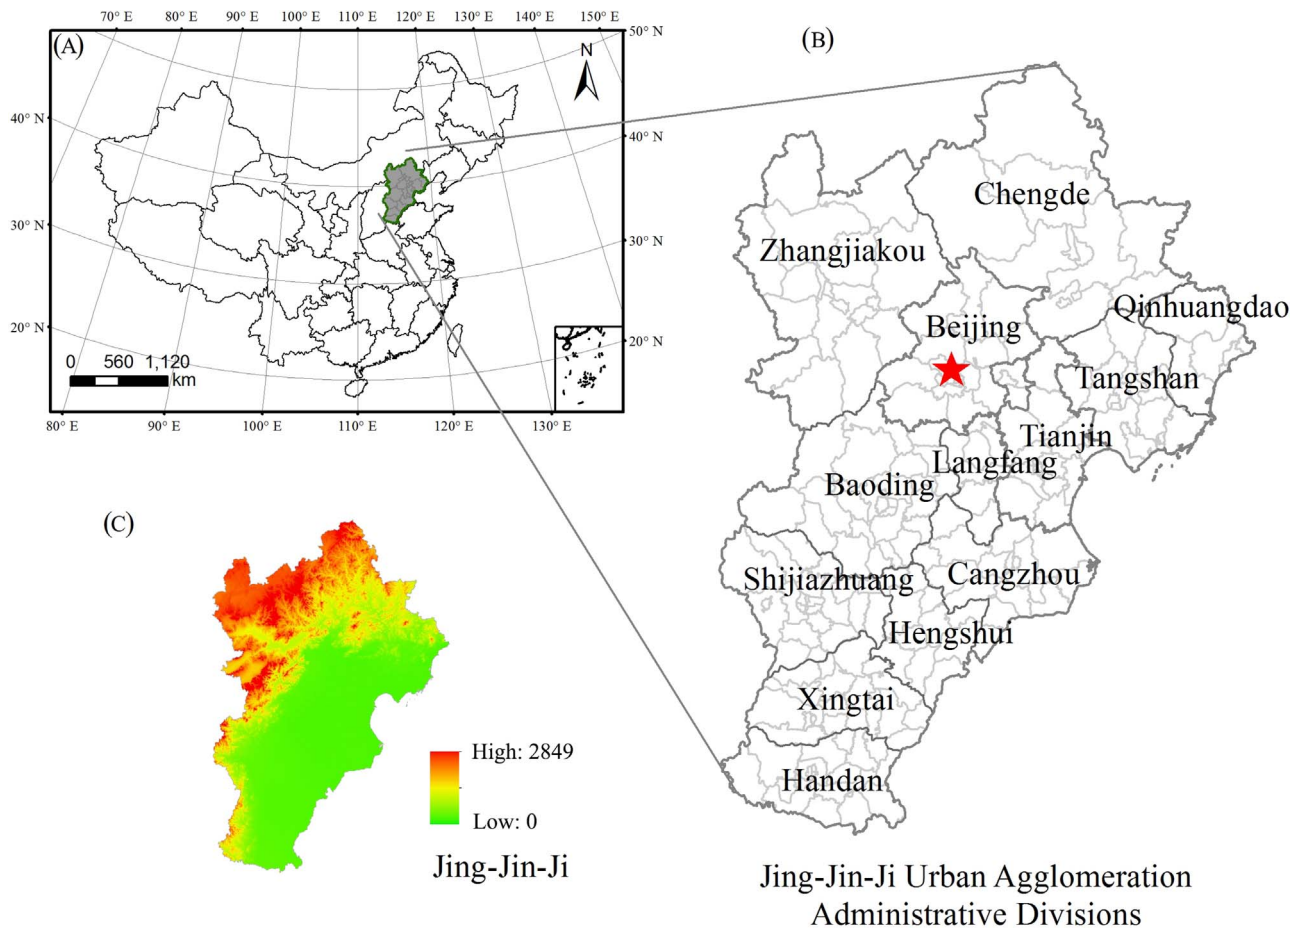 70° E 80° E 90° E 100° E 110° E 120° E 130° E 140° E 150° E
(A)
N
50° N
40° N
40° N
30° N
30° N
20° N
20° N
0 560 1,120
km
80° E 90° E 100° E 110° E 120° E 130° E
(B)
Chengde
Zhangjiakou
Qinhuangdao
Beijing
Tangshan
Tianjin
Langfang
Baoding
Shijiazhuang
Cangzhou
Hengshui
Xingtai
Handan
Jing-Jin-Ji Urban Agglomeration
Administrative Divisions
(C)
High: 2849
Low: 0
Jing-Jin-Ji